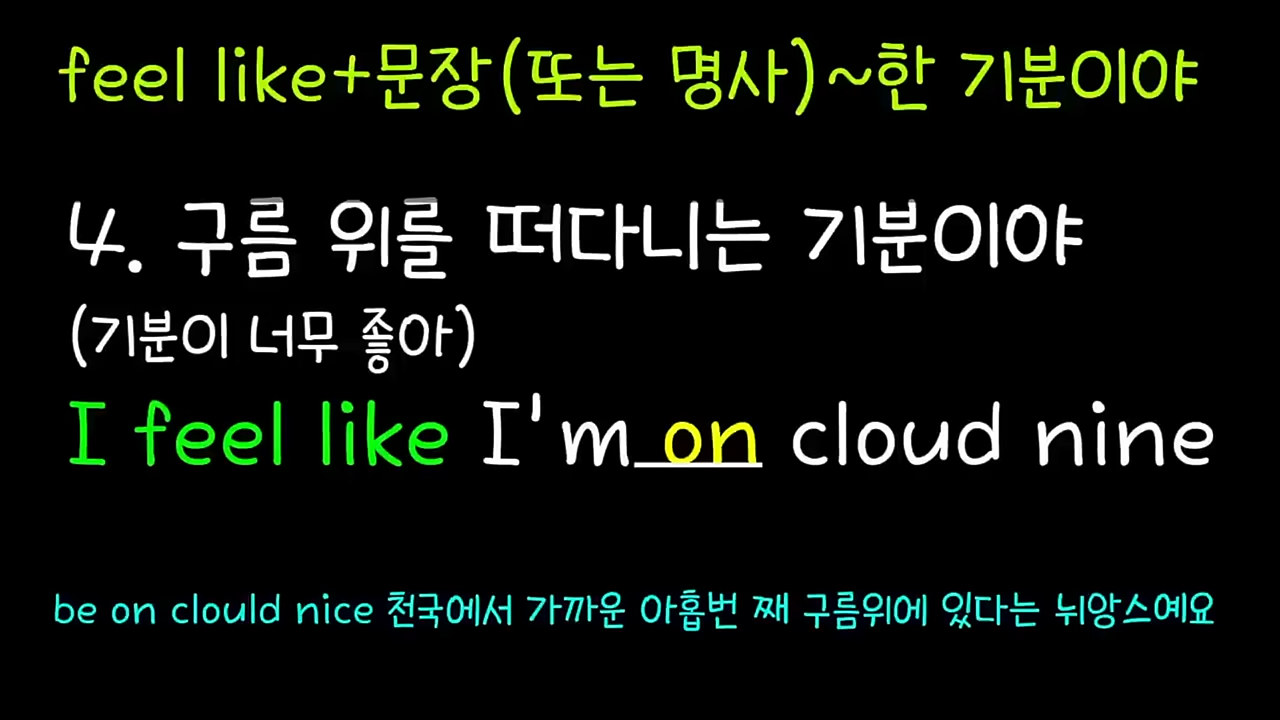 feel like+문장(또는 명사)~한 기분이야
4. 구름 위를 떠다니는 기분이야
(기분이 너무 좋아)
I feel like I'm on cloud nine
be on clould nice 천국에서 가까운 아홉번 째 구름위에 있다는 뉘앙스예요